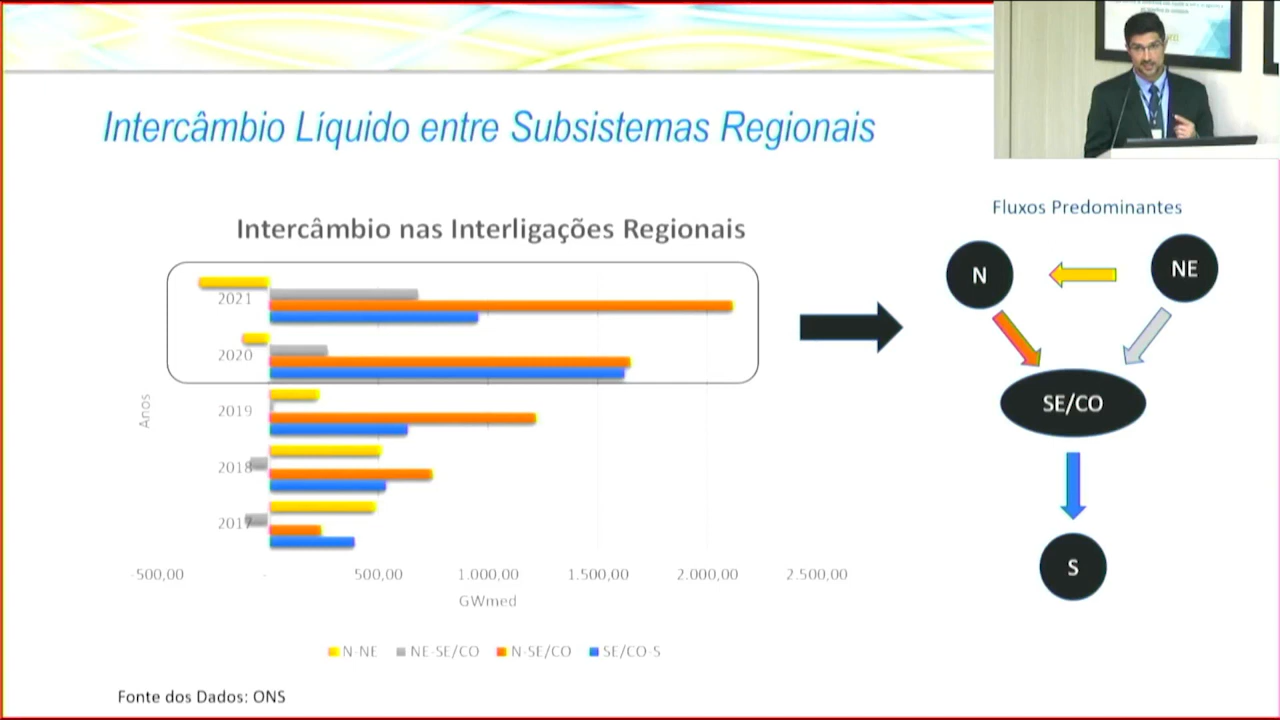 Intercâmbio Líquido entre Subsistemas Regionais
Intercâmbio nas Interligações Regionais
2021
2020
2019
2018
2017
Anos
-500,00
-
500,00
1.000,00
1.500,00
2.000,00
2.500,00
GWmed
N-NE
NE-SE/CO
N-SE/CO
SE/CO-S
Fonte dos Dados: ONS
Fluxos Predominantes
N
NE
SE/CO
S